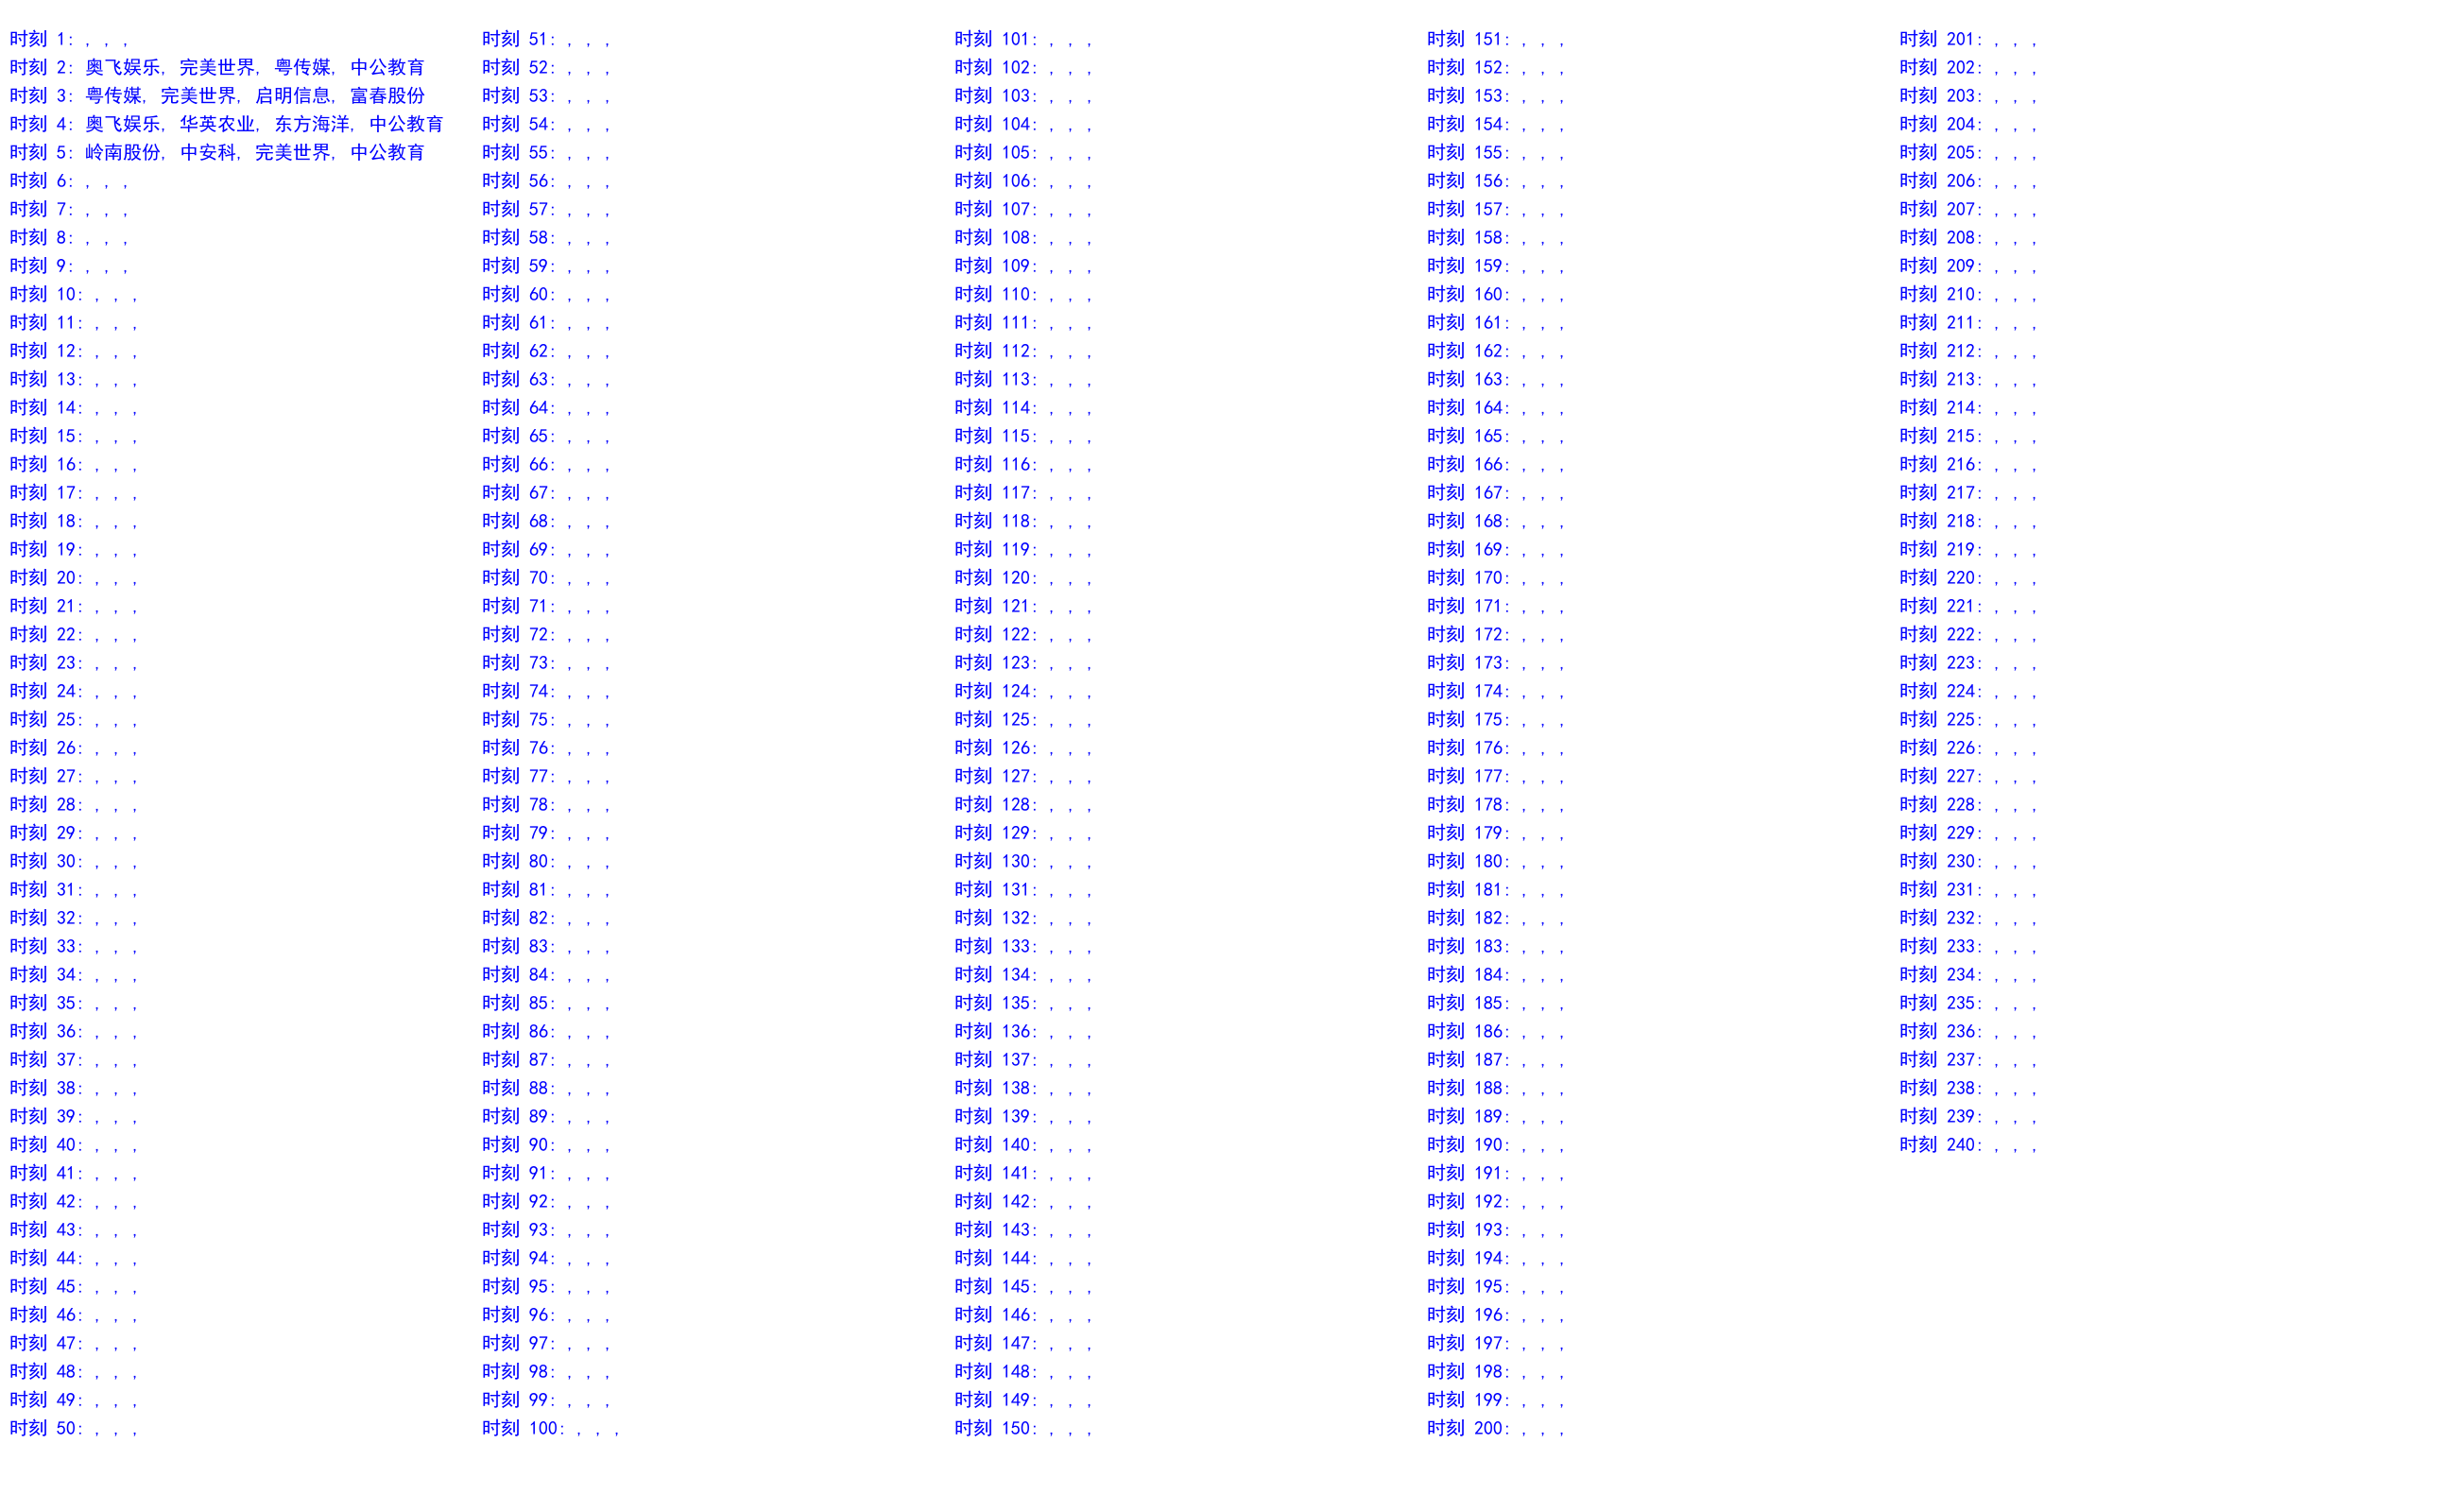 时刻 1: , , ,
时刻 2: 奥飞娱乐, 完美世界, 粤传媒, 中公教育
时刻 3: 粤传媒, 完美世界, 启明信息, 富春股份
时刻 4: 奥飞娱乐, 华英农业, 东方海洋, 中公教育
时刻 5: 岭南股份, 中安科, 完美世界, 中公教育
时刻 6: , , ,
时刻 7: , , ,
时刻 8: , , ,
时刻 9: , , ,
时刻 10: , , ,
时刻 11: , , ,
时刻 12: , , ,
时刻 13: , , ,
时刻 14: , , ,
时刻 15: , , ,
时刻 16: , , ,
时刻 17: , , ,
时刻 18: , , ,
时刻 19: , , ,
时刻 20: , , ,
时刻 21: , , ,
时刻 22: , , ,
时刻 23: , , ,
时刻 24: , , ,
时刻 25: , , ,
时刻 26: , , ,
时刻 27: , , ,
时刻 28: , , ,
时刻 29: , , ,
时刻 30: , , ,
时刻 31: , , ,
时刻 32: , , ,
时刻 33: , , ,
时刻 34: , , ,
时刻 35: , , ,
时刻 36: , , ,
时刻 37: , , ,
时刻 38: , , ,
时刻 39: , , ,
时刻 40: , , ,
时刻 41: , , ,
时刻 42: , , ,
时刻 43: , , ,
时刻 44: , , ,
时刻 45: , , ,
时刻 46: , , ,
时刻 47: , , ,
时刻 48: , , ,
时刻 49: , , ,
时刻 50: , , ,
时刻 51: , , ,
时刻 52: , , ,
时刻 53: , , ,
时刻 54: , , ,
时刻 55: , , ,
时刻 56: , , ,
时刻 57: , , ,
时刻 58: , , ,
时刻 59: , , ,
时刻 60: , , ,
时刻 61: , , ,
时刻 62: , , ,
时刻 63: , , ,
时刻 64: , , ,
时刻 65: , , ,
时刻 66: , , ,
时刻 67: , , ,
时刻 68: , , ,
时刻 69: , , ,
时刻 70: , , ,
时刻 71: , , ,
时刻 72: , , ,
时刻 73: , , ,
时刻 74: , , ,
时刻 75: , , ,
时刻 76: , , ,
时刻 77: , , ,
时刻 78: , , ,
时刻 79: , , ,
时刻 80: , , ,
时刻 81: , , ,
时刻 82: , , ,
时刻 83: , , ,
时刻 84: , , ,
时刻 85: , , ,
时刻 86: , , ,
时刻 87: , , ,
时刻 88: , , ,
时刻 89: , , ,
时刻 90: , , ,
时刻 91: , , ,
时刻 92: , , ,
时刻 93: , , ,
时刻 94: , , ,
时刻 95: , , ,
时刻 96: , , ,
时刻 97: , , ,
时刻 98: , , ,
时刻 99: , , ,
时刻 100: , , ,
时刻 101: , , ,
时刻 102: , , ,
时刻 103: , , ,
时刻 104: , , ,
时刻 105: , , ,
时刻 106: , , ,
时刻 107: , , ,
时刻 108: , , ,
时刻 109: , , ,
时刻 110: , , ,
时刻 111: , , ,
时刻 112: , , ,
时刻 113: , , ,
时刻 114: , , ,
时刻 115: , , ,
时刻 116: , , ,
时刻 117: , , ,
时刻 118: , , ,
时刻 119: , , ,
时刻 120: , , ,
时刻 121: , , ,
时刻 122: , , ,
时刻 123: , , ,
时刻 124: , , ,
时刻 125: , , ,
时刻 126: , , ,
时刻 127: , , ,
时刻 128: , , ,
时刻 129: , , ,
时刻 130: , , ,
时刻 131: , , ,
时刻 132: , , ,
时刻 133: , , ,
时刻 134: , , ,
时刻 135: , , ,
时刻 136: , , ,
时刻 137: , , ,
时刻 138: , , ,
时刻 139: , , ,
时刻 140: , , ,
时刻 141: , , ,
时刻 142: , , ,
时刻 143: , , ,
时刻 144: , , ,
时刻 145: , , ,
时刻 146: , , ,
时刻 147: , , ,
时刻 148: , , ,
时刻 149: , , ,
时刻 150: , , ,
时刻 151: , , ,
时刻 152: , , ,
时刻 153: , , ,
时刻 154: , , ,
时刻 155: , , ,
时刻 156: , , ,
时刻 157: , , ,
时刻 158: , , ,
时刻 159: , , ,
时刻 160: , , ,
时刻 161: , , ,
时刻 162: , , ,
时刻 163: , , ,
时刻 164: , , ,
时刻 165: , , ,
时刻 166: , , ,
时刻 167: , , ,
时刻 168: , , ,
时刻 169: , , ,
时刻 170: , , ,
时刻 171: , , ,
时刻 172: , , ,
时刻 173: , , ,
时刻 174: , , ,
时刻 175: , , ,
时刻 176: , , ,
时刻 177: , , ,
时刻 178: , , ,
时刻 179: , , ,
时刻 180: , , ,
时刻 181: , , ,
时刻 182: , , ,
时刻 183: , , ,
时刻 184: , , ,
时刻 185: , , ,
时刻 186: , , ,
时刻 187: , , ,
时刻 188: , , ,
时刻 189: , , ,
时刻 190: , , ,
时刻 191: , , ,
时刻 192: , , ,
时刻 193: , , ,
时刻 194: , , ,
时刻 195: , , ,
时刻 196: , , ,
时刻 197: , , ,
时刻 198: , , ,
时刻 199: , , ,
时刻 200: , , ,
时刻 201: , , ,
时刻 202: , , ,
时刻 203: , , ,
时刻 204: , , ,
时刻 205: , , ,
时刻 206: , , ,
时刻 207: , , ,
时刻 208: , , ,
时刻 209: , , ,
时刻 210: , , ,
时刻 211: , , ,
时刻 212: , , ,
时刻 213: , , ,
时刻 214: , , ,
时刻 215: , , ,
时刻 216: , , ,
时刻 217: , , ,
时刻 218: , , ,
时刻 219: , , ,
时刻 220: , , ,
时刻 221: , , ,
时刻 222: , , ,
时刻 223: , , ,
时刻 224: , , ,
时刻 225: , , ,
时刻 226: , , ,
时刻 227: , , ,
时刻 228: , , ,
时刻 229: , , ,
时刻 230: , , ,
时刻 231: , , ,
时刻 232: , , ,
时刻 233: , , ,
时刻 234: , , ,
时刻 235: , , ,
时刻 236: , , ,
时刻 237: , , ,
时刻 238: , , ,
时刻 239: , , ,
时刻 240: , , ,